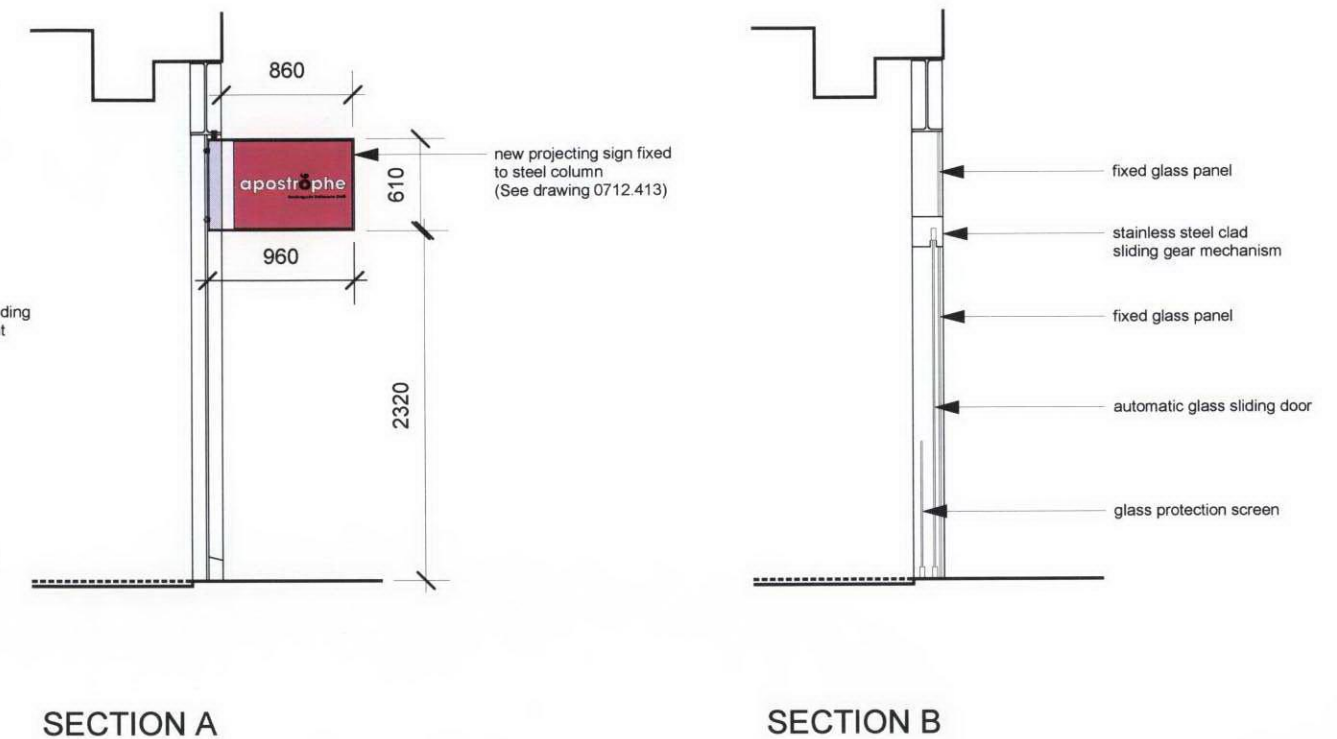 860
new projecting sign fixed
to steel column
(See drawing 0712.413)
apostrophe
610
960
2320
ding
t
SECTION A
fixed glass panel
stainless steel clad
sliding gear mechanism
fixed glass panel
automatic glass sliding door
glass protection screen
SECTION B